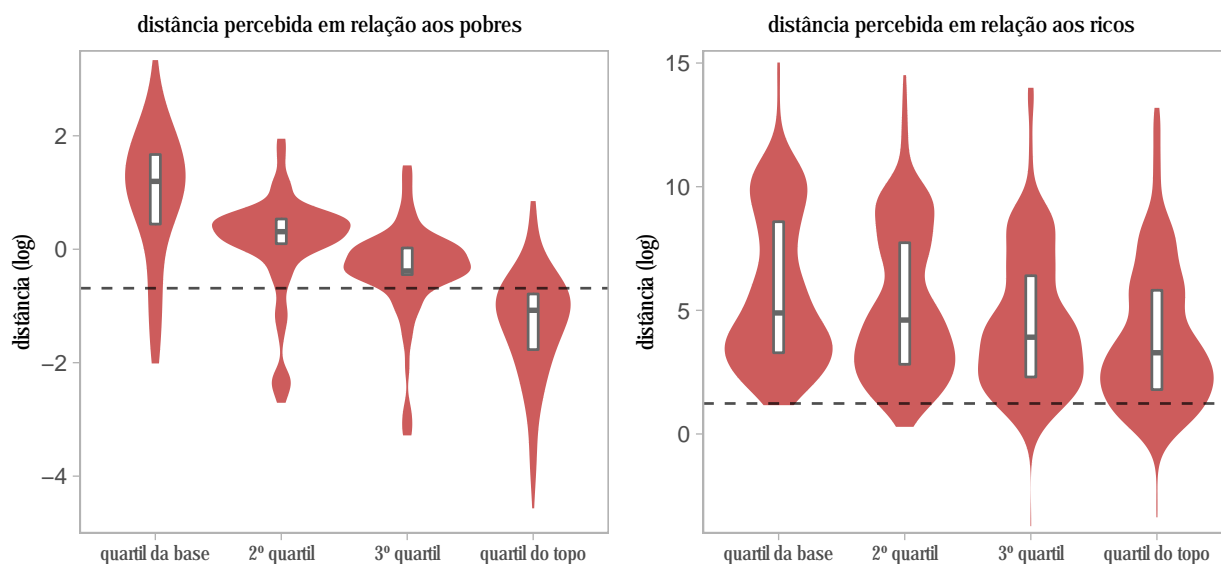 distância percebida em relação aos pobres
distância (log)
2
0
−2
−4
quartil da base 2º quartil 3º quartil quartil do topo
distância percebida em relação aos ricos
distância (log)
15
10
5
0
quartil da base 2º quartil 3º quartil quartil do topo